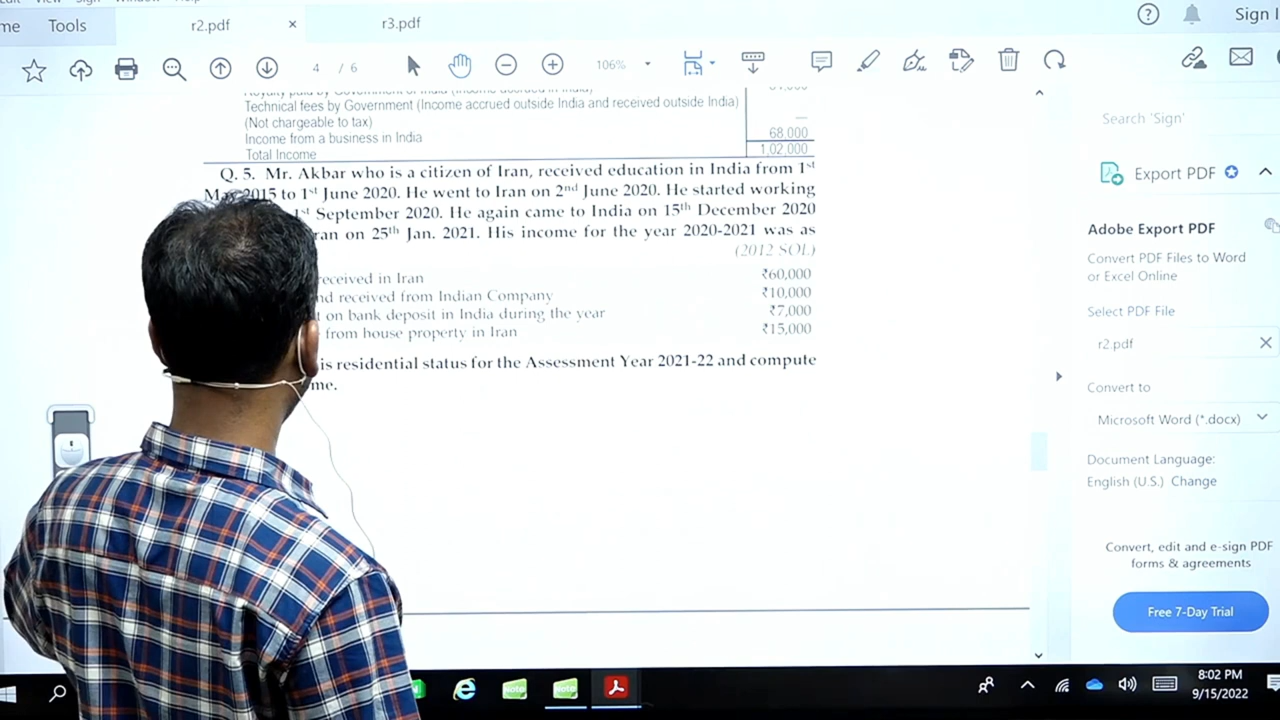 me
Tools
r2.pdf
×
r3.pdf
?
Sign I
4 / 6
106%
Technical fees by Government (Income accrued outside India and received outside India)
(Not chargeable to tax)
—
Income from a business in India 68,000
Total Income 1,02,000
Q. 5. Mr. Akbar who is a citizen of Iran, received education in India from 1st
2015 to 1st June 2020. He went to Iran on 2nd June 2020. He started working
1st September 2020. He again came to India on 15th December 2020
ran on 25th Jan. 2021. His income for the year 2020-2021 was as
(2012 SOL)
received in Iran ₹60,000
nd received from Indian Company ₹10,000
t on bank deposit in India during the year ₹7,000
from house property in Iran ₹15,000
is residential status for the Assessment Year 2021-22 and compute
me.
Search 'Sign'
Export PDF
Adobe Export PDF
Convert PDF Files to Word
or Excel Online
Select PDF File
r2.pdf ×
Convert to
Microsoft Word (*.docx)
Document Language:
English (U.S.) Change
Convert, edit and e-sign PDF
forms & agreements
Free 7-Day Trial
Note
Note
8:02 PM
9/15/2022